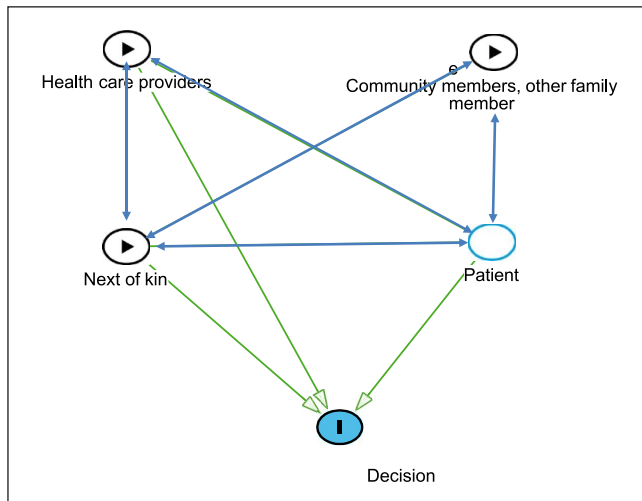 Health care providers
e
Community members, other family
member
Next of kin
Patient
I
Decision